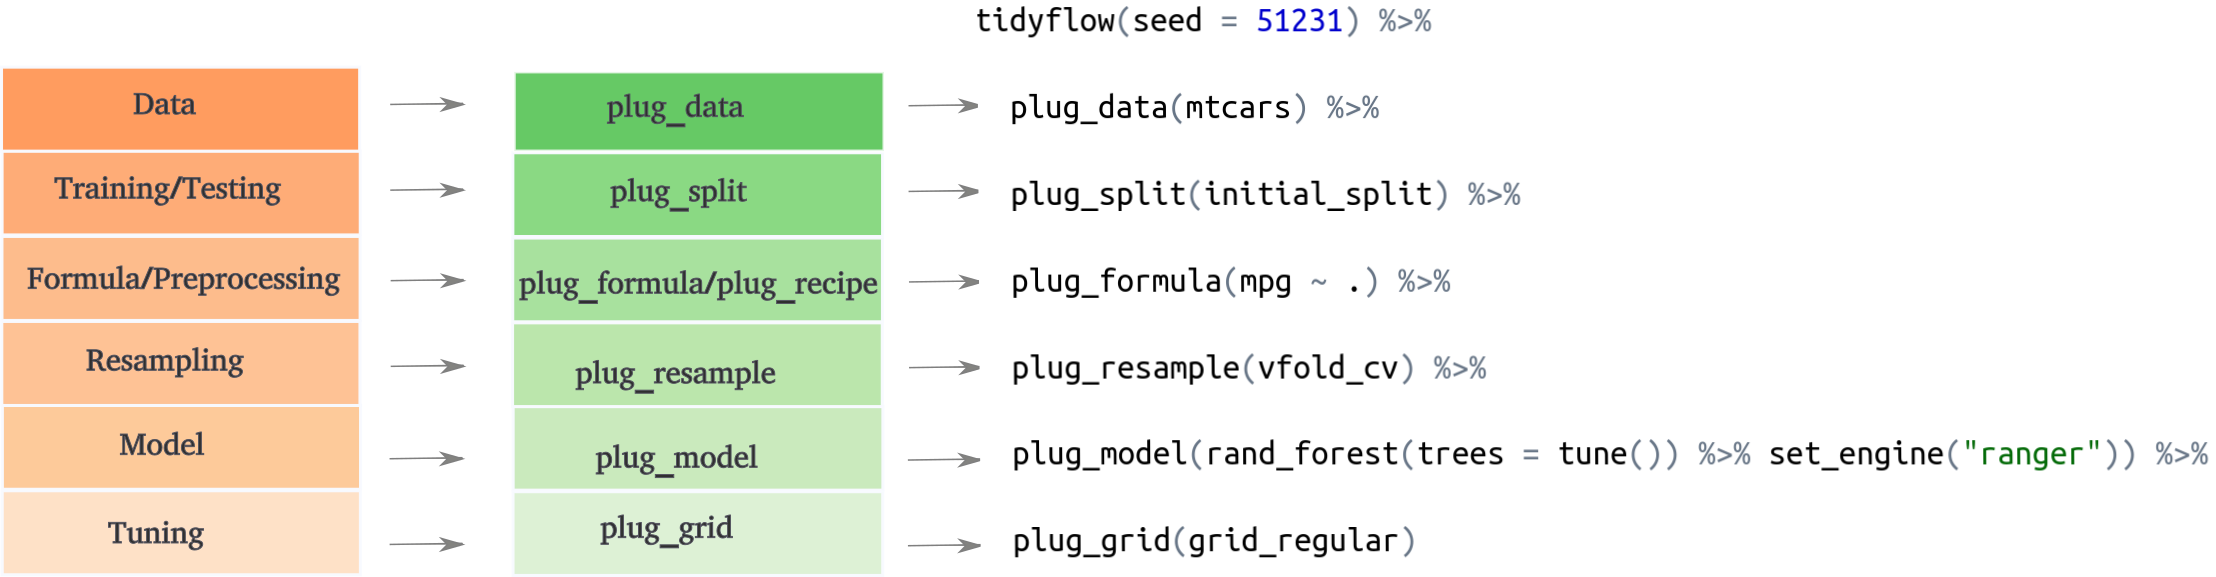 tidyflow(seed = 51231) %>%
Data plug_data plug_data(mtcars) %>%
Training/Testing plug_split plug_split(initial_split) %>%
Formula/Preprocessing plug_formula/plug_recipe plug_formula(mpg ~ .) %>%
Resampling plug_resample plug_resample(vfold_cv) %>%
Model plug_model plug_model(rand_forest(trees = tune()) %>% set_engine("ranger")) %>%
Tuning plug_grid plug_grid(grid_regular)